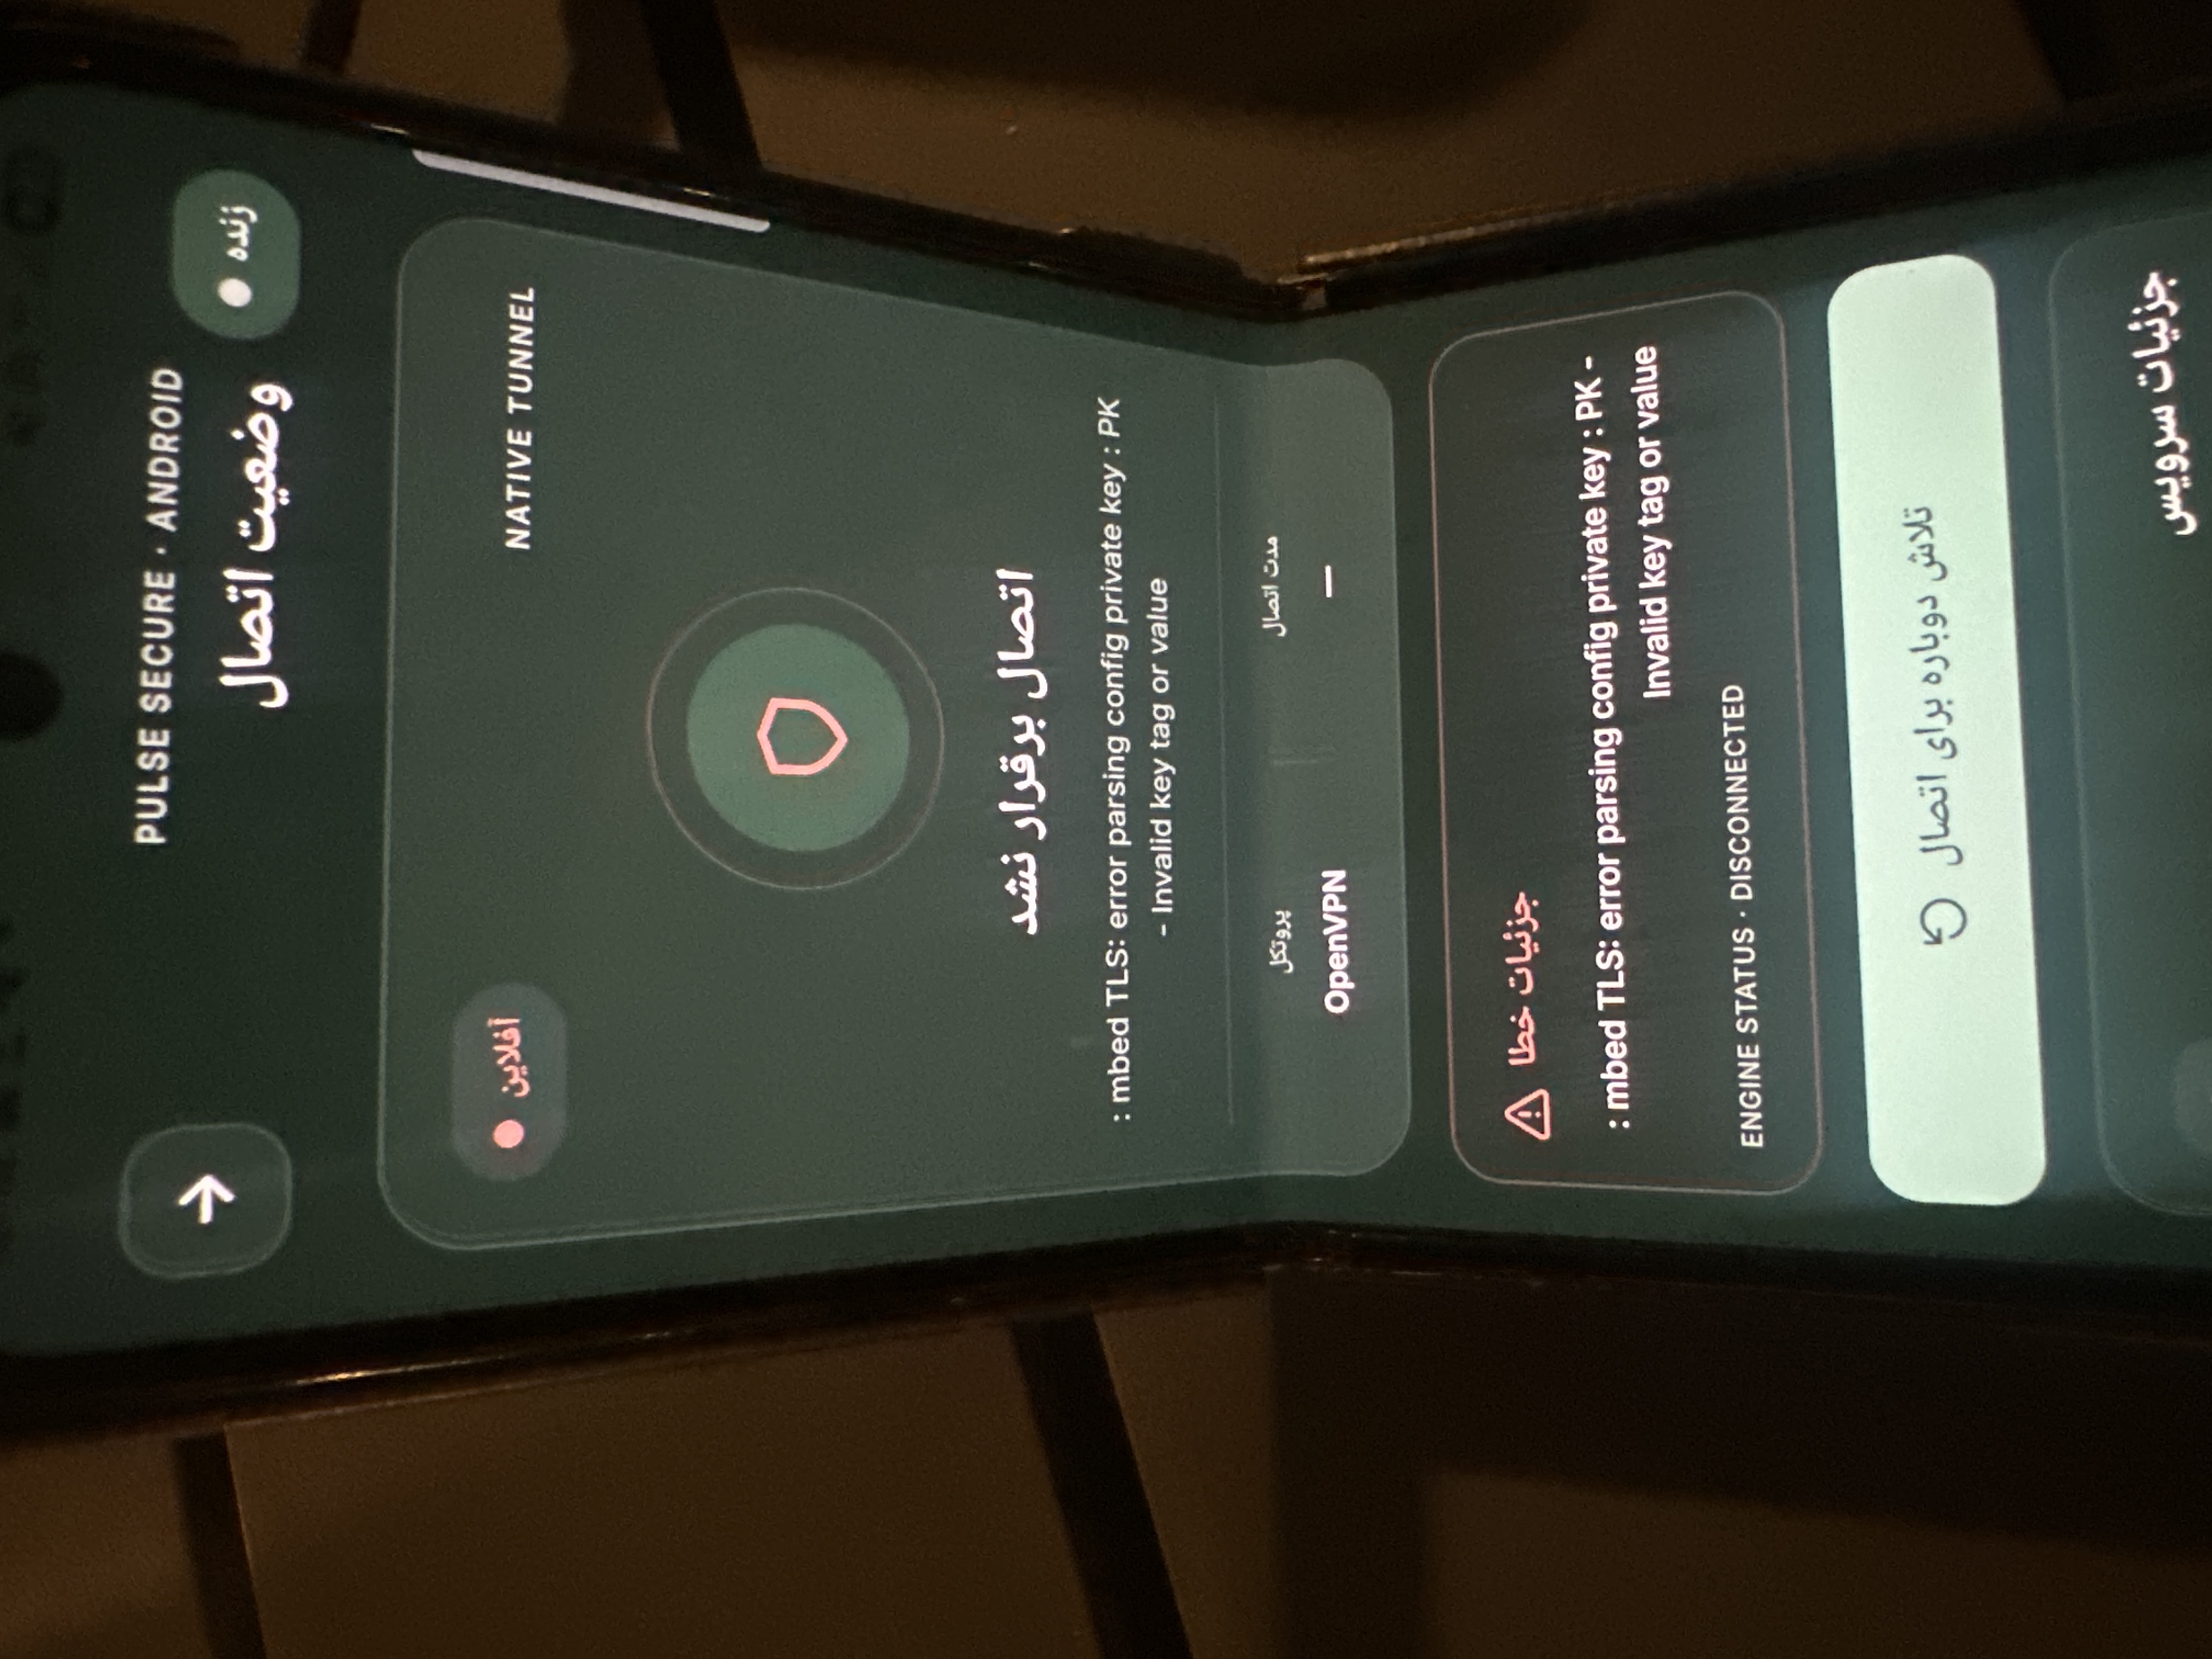 PULSE SECURE · ANDROID
زنده
وضعیت اتصال
NATIVE TUNNEL
آفلاین
اتصال برقرار نشد
: mbed TLS: error parsing config private key : PK
- Invalid key tag or value
مدت اتصال
—
پروتکل
OpenVPN
جزئیات خطا
: mbed TLS: error parsing config private key : PK -
Invalid key tag or value
ENGINE STATUS · DISCONNECTED
تلاش دوباره برای اتصال
جزئیات سرویس